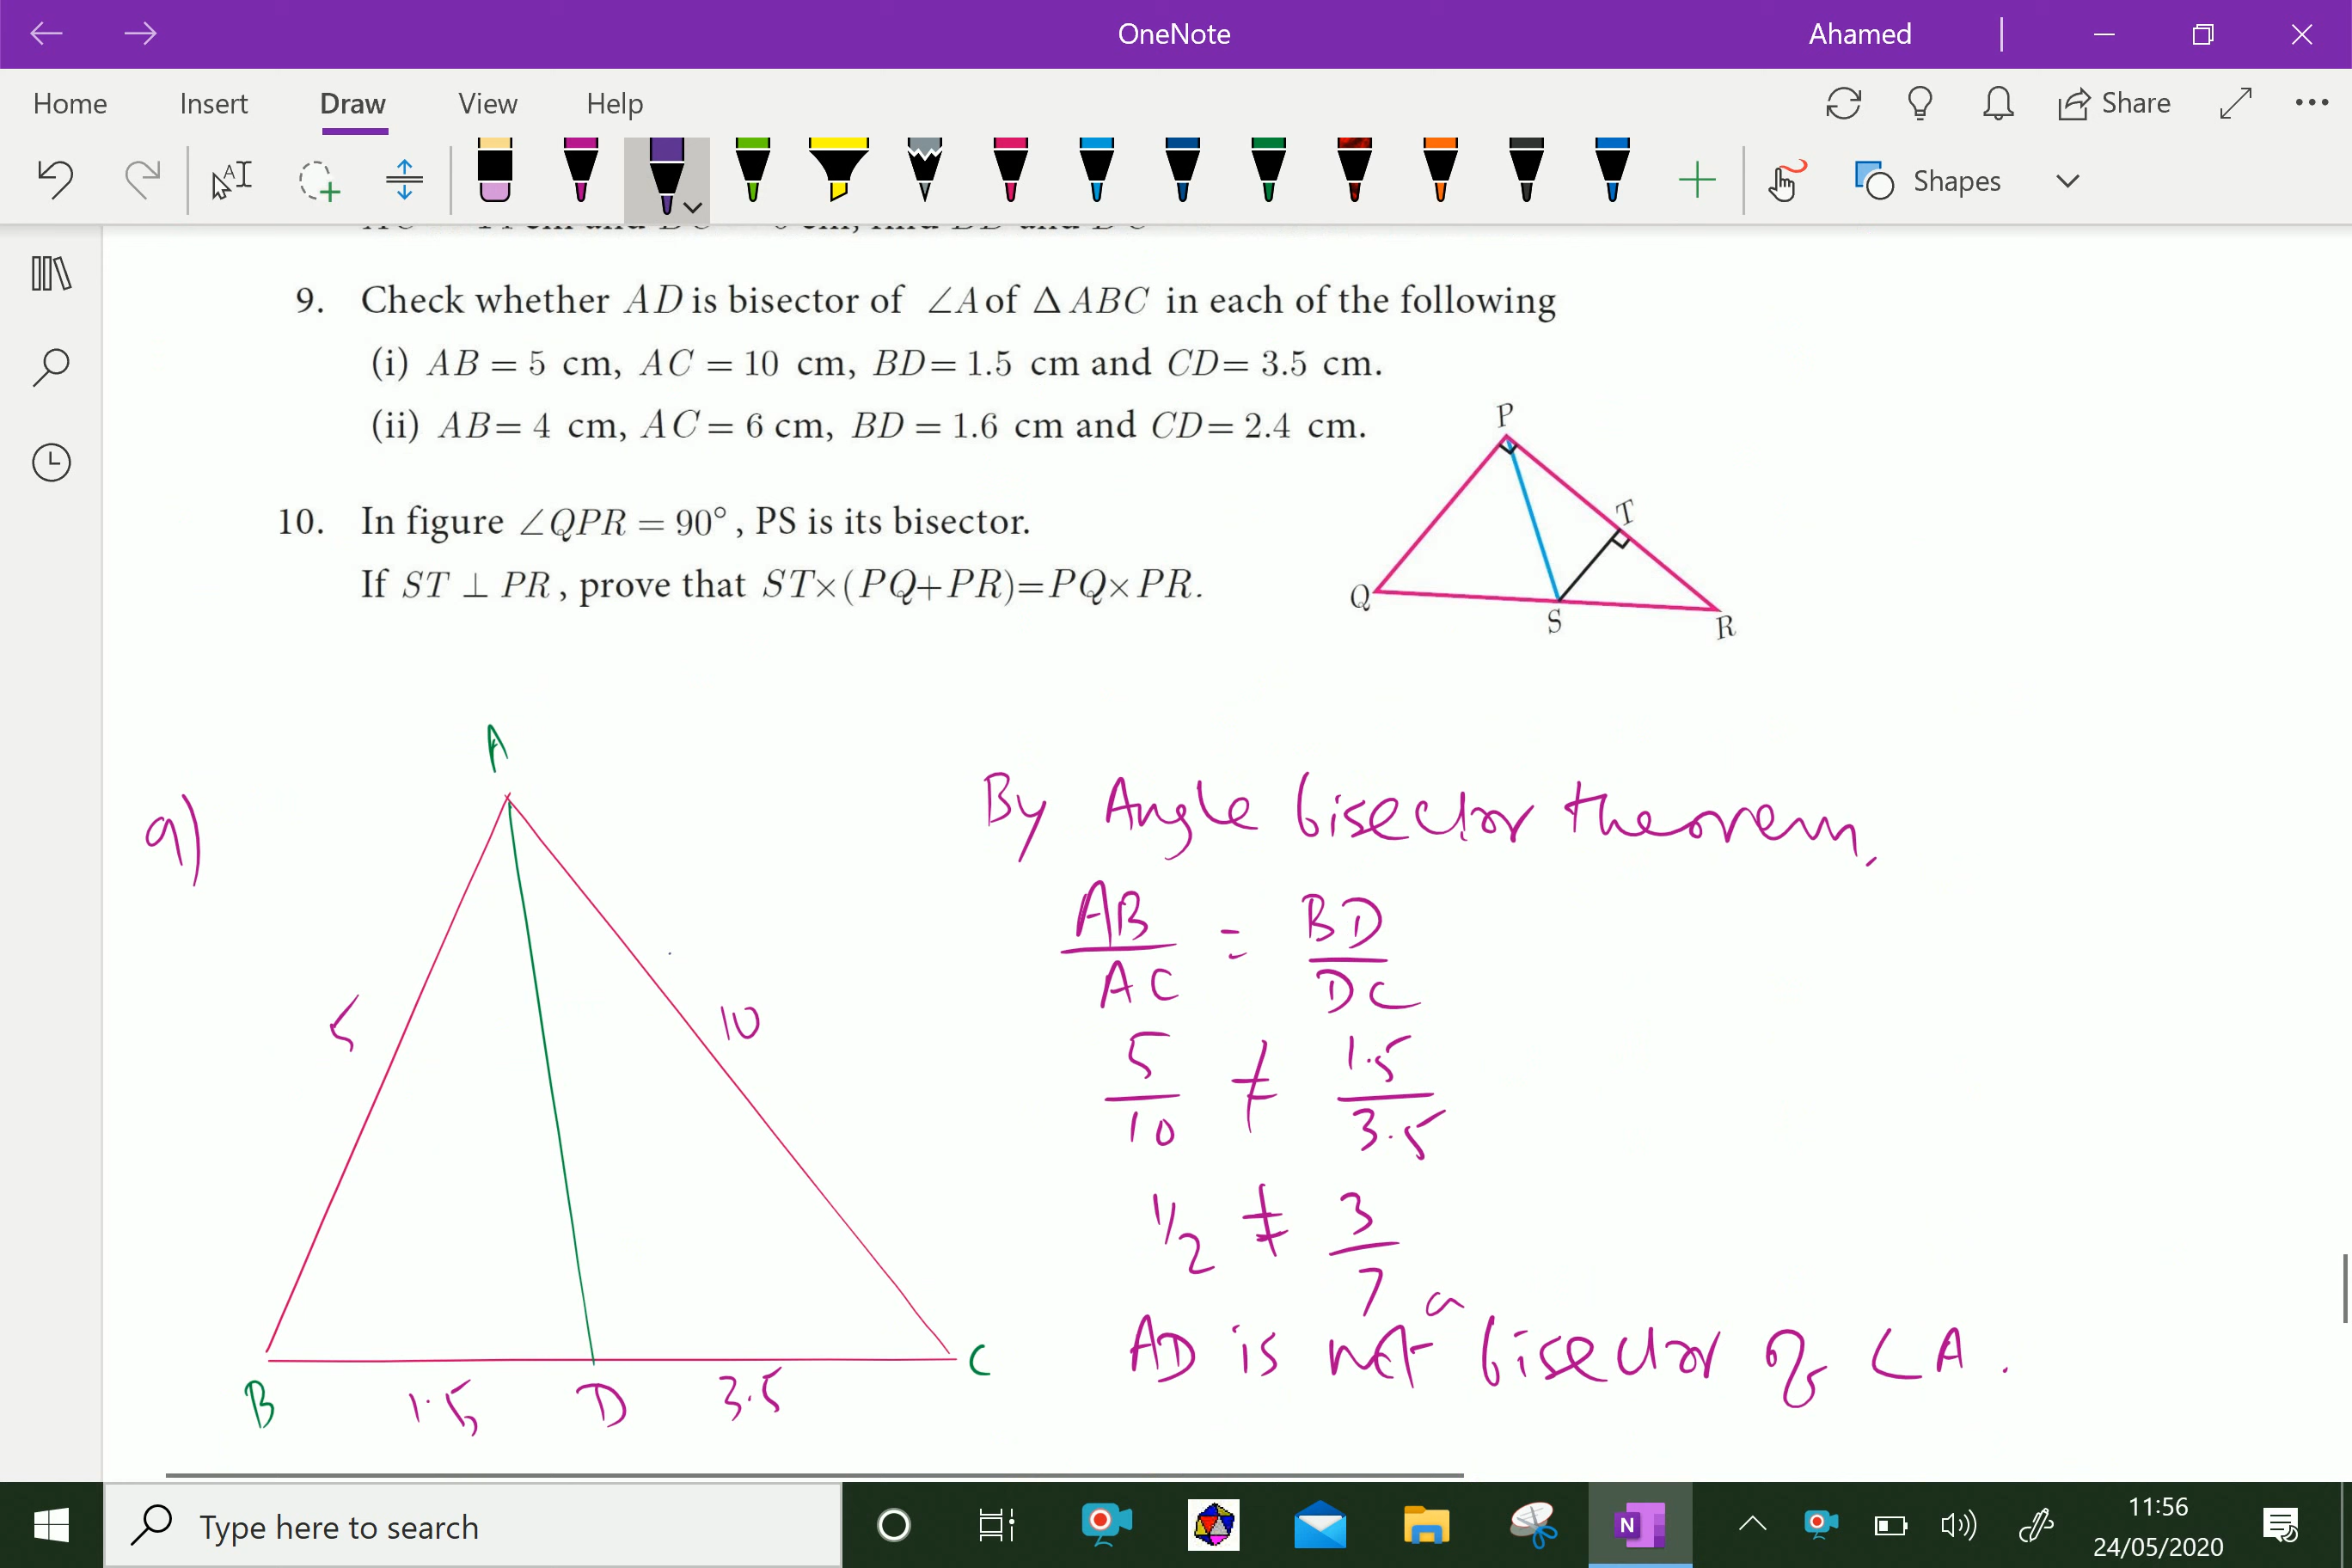 OneNote
Ahamed
Home Insert Draw View Help
Share
Shapes
9. Check whether AD is bisector of ∠A of Δ ABC in each of the following
(i) AB = 5 cm, AC = 10 cm, BD= 1.5 cm and CD= 3.5 cm.
(ii) AB= 4 cm, AC= 6 cm, BD = 1.6 cm and CD= 2.4 cm.
10. In figure ∠QPR = 90°, PS is its bisector.
If ST ⊥ PR, prove that ST×(PQ+PR)=PQ×PR.
P
T
Q
S
R
9)
A
5
10
B
1.5
D
3.5
C
By Angle bisector theorem,
AB/AC = BD/DC
5/10 ≠ 1.5/3.5
1/2 ≠ 3/7
a
AD is not bisector of ∠A.
Type here to search
N
11:56
24/05/2020